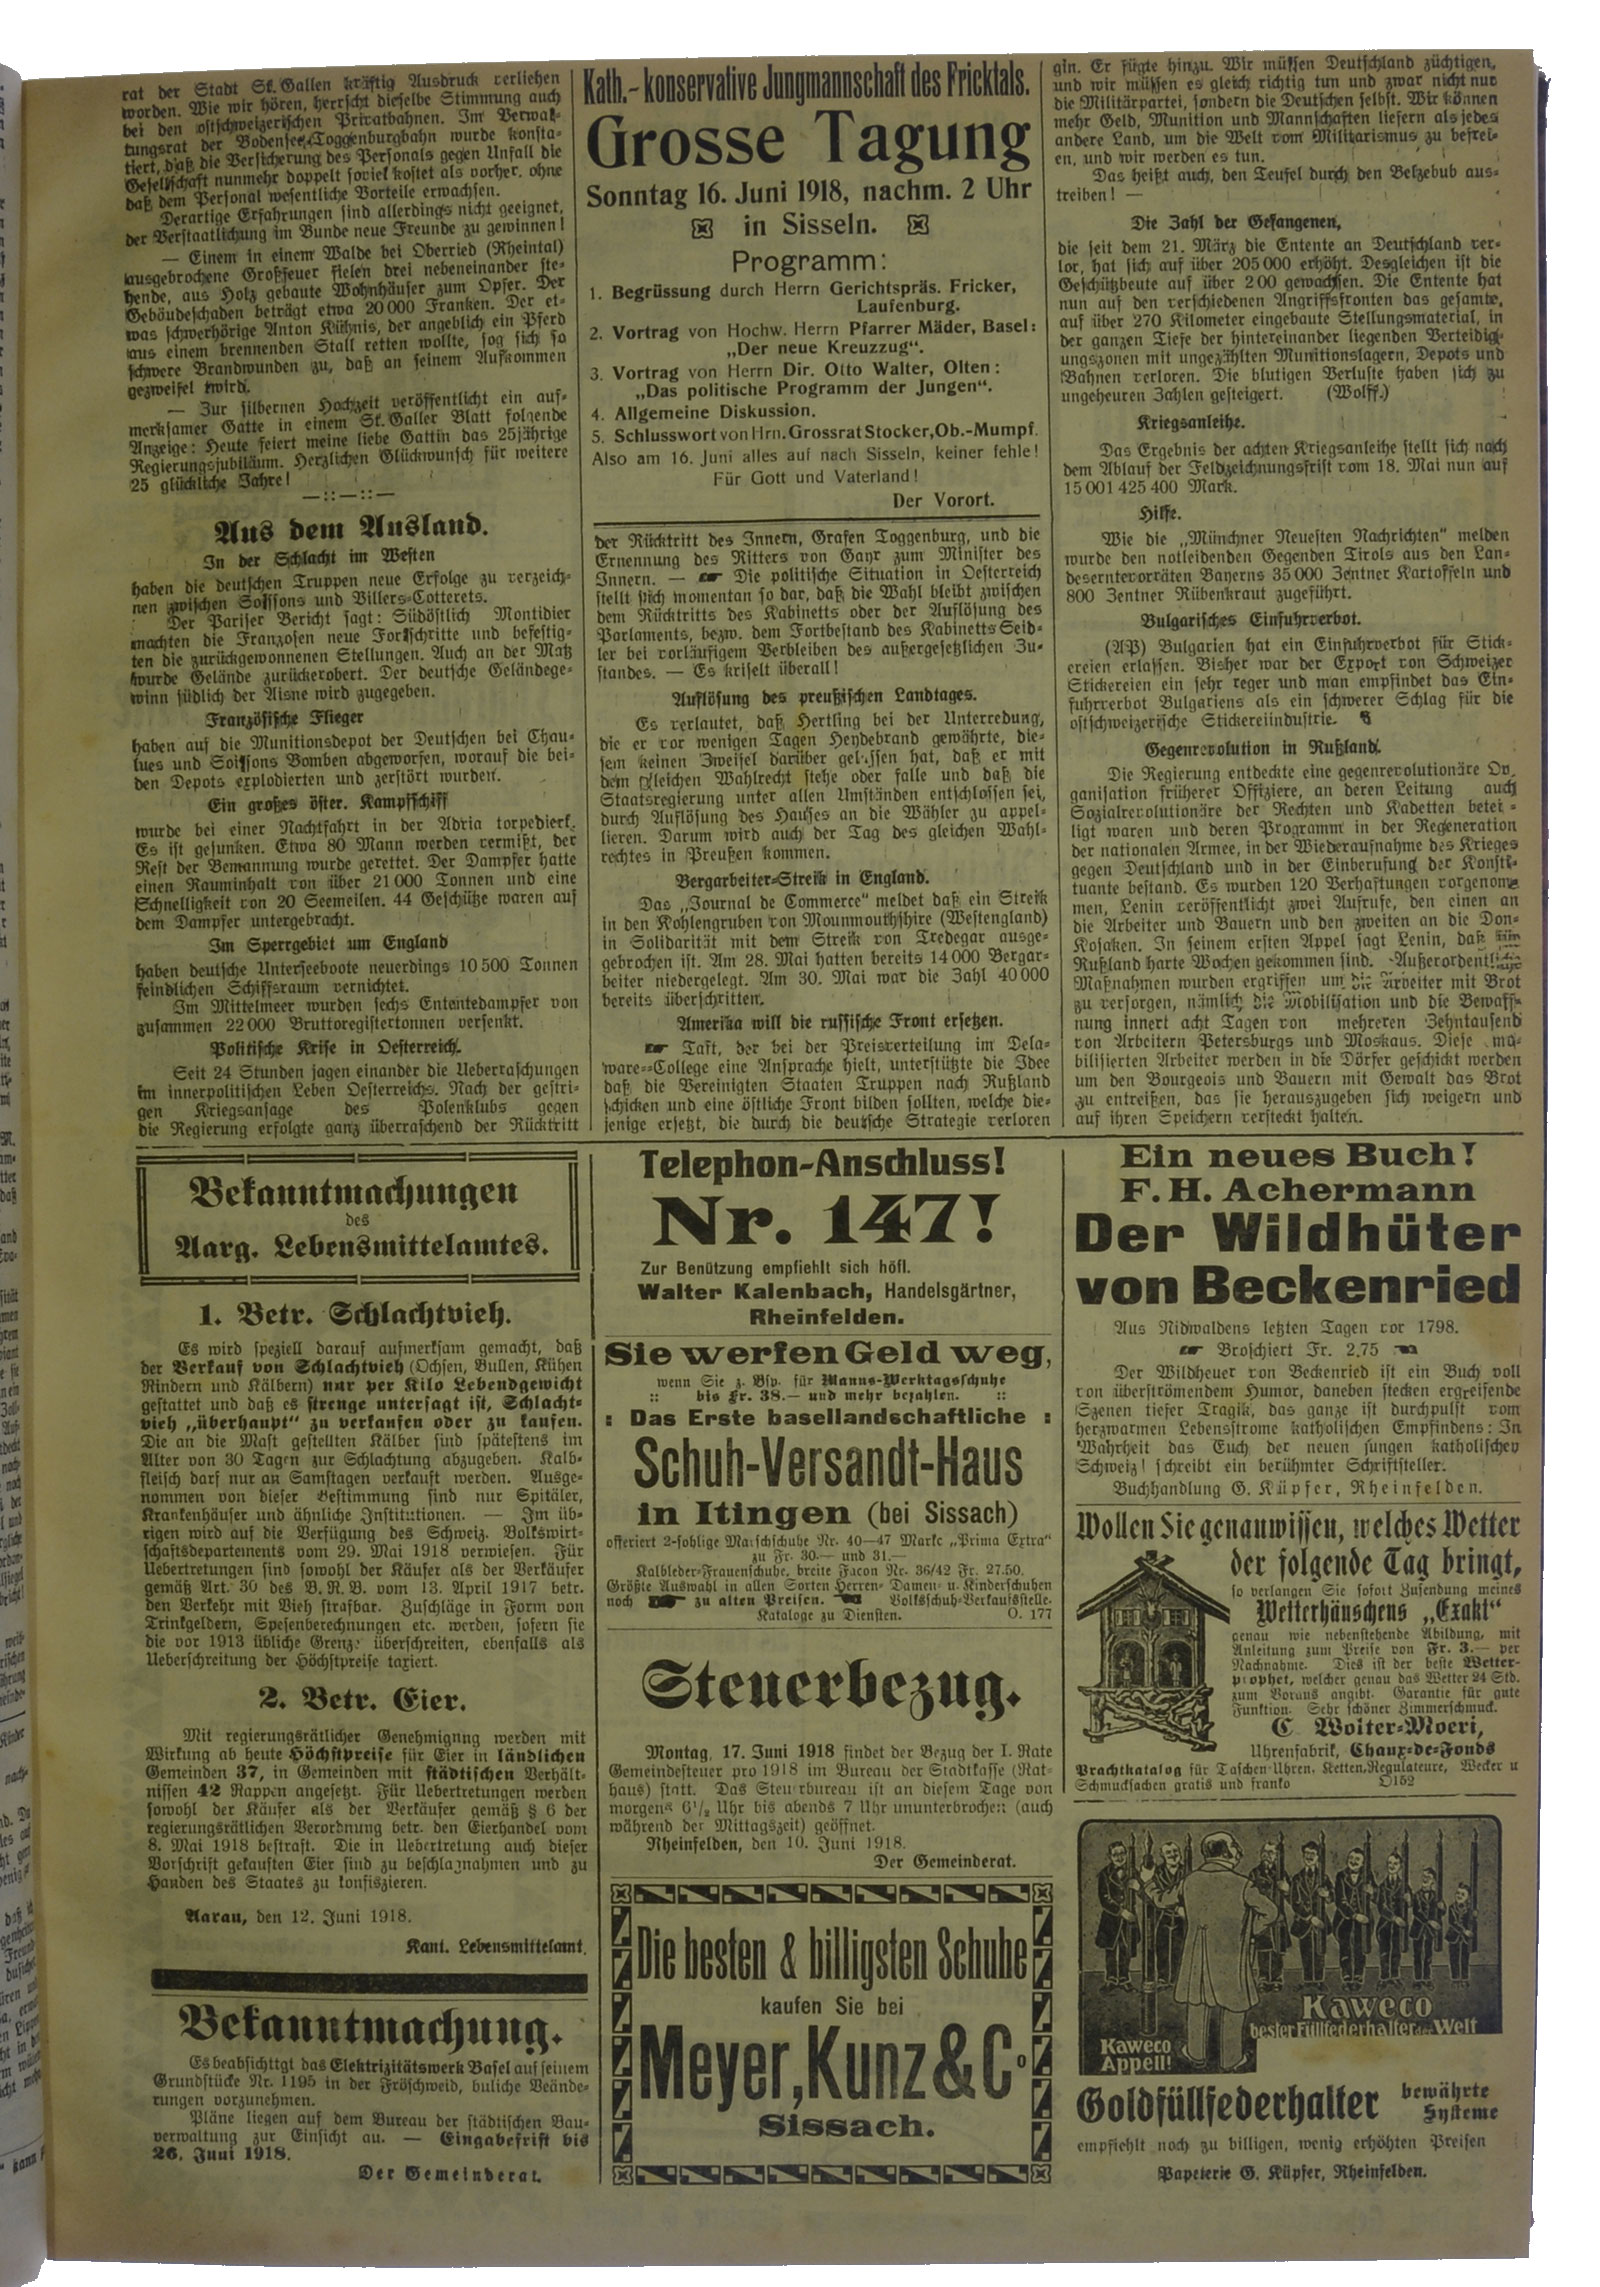 rat der Stadt St. Gallen kräftig Ausdruck verliehen
worden. Wie wir hören, herrscht dieselbe Stimmung auch
bei den ostschweizerischen Privatbahnen. Im Verwal-
tungsrat der Bodensee-Toggenburgbahn wurde konsta-
tiert, daß die Versicherung des Personals gegen Unfall die
Gesellschaft nunmehr doppelt soviel kostet als vorher, ohne
daß dem Personal wesentliche Vorteile erwachsen.
Derartige Erfahrungen sind allerdings nicht geeignet,
der Verstaatlichung im Bunde neue Freunde zu gewinnen!
— Einem in einem Walde bei Oberried (Rheintal)
ausgebrochene Großfeuer fielen drei nebeneinander ste-
hende, aus Holz gebaute Wohnhäuser zum Opfer. Der
Gebäudeschaden beträgt etwa 20 000 Franken. Der et-
was schwerhörige Anton Kühnis, der angeblich ein Pferd
aus einem brennenden Stall retten wollte, zog sich so
schwere Brandwunden zu, daß an seinem Aufkommen
gezweifelt wird.
— Zur silbernen Hochzeit veröffentlicht ein auf-
merksamer Gatte in einem St. Galler Blatt folgende
Anzeige: Heute feiert meine liebe Gattin das 25jährige
Regierungsjubiläum. Herzlichen Glückwunsch für weitere
25 glückliche Jahre!
—::—::—
Aus dem Ausland.
In der Schlacht im Westen
haben die deutschen Truppen neue Erfolge zu verzeich-
nen zwischen Soissons und Villers-Cotterets.
Der Pariser Bericht sagt: Südöstlich Montidier
machten die Franzosen neue Fortschritte und befestig-
ten die zurückgewonnenen Stellungen. Auch an der Matz
wurde Gelände zurückerobert. Der deutsche Geländege-
winn südlich der Aisne wird zugegeben.
Französische Flieger
haben auf die Munitionsdepot der Deutschen bei Chau-
lues und Soissons Bomben abgeworfen, worauf die bei-
den Depots explodierten und zerstört wurden.
Ein großes öster. Kampfschiff
wurde bei einer Nachtfahrt in der Adria torpediert.
Es ist gesunken. Etwa 80 Mann werden vermißt, der
Rest der Bemannung wurde gerettet. Der Dampfer hatte
einen Rauminhalt von über 21 000 Tonnen und eine
Schnelligkeit von 20 Seemeilen. 44 Geschütze waren auf
dem Dampfer untergebracht.
Im Sperrgebiet um England
haben deutsche Unterseeboote neuerdings 10 500 Tonnen
feindlichen Schiffsraum vernichtet.
Im Mittelmeer wurden sechs Ententedampfer von
zusammen 22 000 Bruttoregistertonnen versenkt.
Politische Krise in Oesterreich.
Seit 24 Stunden jagen einander die Ueberraschungen
im innerpolitischen Leben Oesterreichs. Nach der gestri-
gen Kriegsansage des Polenklubs gegen
die Regierung erfolgte ganz überraschend der Rücktritt
Kath.-konservative Jungmannschaft des Fricktals.
Grosse Tagung
Sonntag 16. Juni 1918, nachm. 2 Uhr
in Sisseln.
Programm:
1. Begrüssung durch Herrn Gerichtspräs. Fricker,
Laufenburg.
2. Vortrag von Hochw. Herrn Pfarrer Mäder, Basel:
„Der neue Kreuzzug“.
3. Vortrag von Herrn Dir. Otto Walter, Olten:
„Das politische Programm der Jungen“.
4. Allgemeine Diskussion.
5. Schlusswort von Hrn. Grossrat Stocker, Ob.-Mumpf.
Also am 16. Juni alles auf nach Sisseln, keiner fehle!
Für Gott und Vaterland!
Der Vorort.
der Rücktritt des Innern, Grafen Toggenburg, und die
Ernennung des Ritters von Gayr zum Minister des
Innern. — ☛ Die politische Situation in Oesterreich
stellt sich momentan so dar, daß die Wahl bleibt zwischen
dem Rücktritts des Kabinetts oder der Auflösung des
Parlaments, bezw. dem Fortbestand des Kabinetts Seid-
ler bei vorläufigem Verbleiben des außergesetzlichen Zu-
standes. — Es kriselt überall!
Auflösung des preußischen Landtages.
Es verlautet, daß Hertling bei der Unterredung,
die er vor wenigen Tagen Heydebrand gewährte, die-
sem keinen Zweifel darüber gelassen hat, daß er mit
dem gleichen Wahlrecht stehe oder falle und daß die
Staatsregierung unter allen Umständen entschlossen sei,
durch Auflösung des Hauses an die Wähler zu appel-
lieren. Darum wird auch der Tag des gleichen Wahl-
rechtes in Preußen kommen.
Bergarbeiter-Streik in England.
Das „Journal de Commerce“ meldet daß ein Streik
in den Kohlengruben von Mounmouthshire (Westengland)
in Solidarität mit dem Streik von Tredegar ausge-
gebrochen ist. Am 28. Mai hatten bereits 14 000 Bergar-
beiter niedergelegt. Am 30. Mai war die Zahl 40 000
bereits überschritten.
Amerika will die russische Front ersetzen.
☛ Taft, der bei der Preisverteilung im Dela-
ware-College eine Ansprache hielt, unterstützte die Idee
daß die Vereinigten Staaten Truppen nach Rußland
schicken und eine östliche Front bilden sollten, welche die-
jenige ersetzt, die durch die deutsche Strategie verloren
gin. Er fügte hinzu. Wir müssen Deutschland züchtigen,
und wir müssen es gleich richtig tun und zwar nicht nur
die Militärpartei, sondern die Deutschen selbst. Wir können
mehr Geld, Munition und Mannschaften liefern als jedes
andere Land, um die Welt vom Militarismus zu befrei-
en, und wir werden es tun.
Das heißt auch, den Teufel durch den Belzebub aus-
treiben! —
Die Zahl der Gefangenen,
die seit dem 21. März die Entente an Deutschland ver-
lor, hat sich auf über 205 000 erhöht. Desgleichen ist die
Geschützbeute auf über 200 gewachsen. Die Entente hat
nun auf den verschiedenen Angriffsfronten das gesamte,
auf über 270 Kilometer eingebaute Stellungsmaterial, in
der ganzen Tiefe der hintereinander liegenden Verteidig-
ungszonen mit ungezählten Munitionslagern, Depots und
Bahnen verloren. Die blutigen Verluste haben sich zu
ungeheuren Zahlen gesteigert. (Wolff.)
Kriegsanleihe.
Das Ergebnis der achten Kriegsanleihe stellt sich nach
dem Ablauf der Feldzeichnungsfrist vom 18. Mai nun auf
15 001 425 400 Mark.
Hilfe.
Wie die „Münchner Neuesten Nachrichten“ melden
wurde den notleidenden Gegenden Tirols aus den Lan-
deserntevorräten Bayerns 35 000 Zentner Kartoffeln und
800 Zentner Rübenkraut zugeführt.
Bulgarisches Einfuhrverbot.
(AP) Bulgarien hat ein Einfuhrverbot für Stick-
ereien erlassen. Bisher war der Export von Schweizer
Stickereien ein sehr reger und man empfindet das Ein-
fuhrverbot Bulgariens als ein schwerer Schlag für die
ostschweizerische Stickereiindustrie.
Gegenrevolution in Rußland.
Die Regierung entdeckte eine gegenrevolutionäre Or-
ganisation früherer Offiziere, an deren Leitung auch
Sozialrevolutionäre der Rechten und Kadetten betei-
ligt waren und deren Programm in der Regeneration
der nationalen Armee, in der Wiederaufnahme des Krieges
gegen Deutschland und in der Einberufung der Konsti-
tuante bestand. Es wurden 120 Verhaftungen vorgenom-
men, Lenin veröffentlicht zwei Aufrufe, den einen an
die Arbeiter und Bauern und den zweiten an die Don-
Kosaken. In seinem ersten Appel sagt Lenin, daß für
Rußland harte Wochen gekommen sind. Außerordentliche
Maßnahmen wurden ergriffen um die Arbeiter mit Brot
zu versorgen, nämlich die Mobilisation und die Bewaff-
nung innert acht Tagen von mehreren Zehntausend
von Arbeitern Petersburgs und Moskaus. Diese mo-
bilisierten Arbeiter werden in die Dörfer geschickt werden
um den Bourgeois und Bauern mit Gewalt das Brot
zu entreißen, das sie herauszugeben sich weigern und
auf ihren Speichern versteckt halten.
Bekanntmachungen
des
Aarg. Lebensmittelamtes.
1. Betr. Schlachtvieh.
Es wird speziell darauf aufmerksam gemacht, daß
der Verkauf von Schlachtvieh (Ochsen, Bullen, Kühen
Rindern und Kälbern) nur per Kilo Lebendgewicht
gestattet und daß es strenge untersagt ist, Schlacht-
vieh „überhaupt“ zu verkaufen oder zu kaufen.
Die an die Mast gestellten Kälber sind spätestens im
Alter von 30 Tagen zur Schlachtung abzugeben. Kalb-
fleisch darf nur an Samstagen verkauft werden. Ausge-
nommen von dieser Bestimmung sind nur Spitäler,
Krankenhäuser und ähnliche Institutionen. — Im üb-
rigen wird auf die Verfügung des Schweiz. Volkswirt-
schaftsdepartements vom 29. Mai 1918 verwiesen. Für
Uebertretungen sind sowohl der Käufer als der Verkäufer
gemäß Art. 30 des B. R. B. vom 13. April 1917 betr.
den Verkehr mit Vieh strafbar. Zuschläge in Form von
Trinkgeldern, Spesenberechnungen etc. werden, sofern sie
die vor 1913 übliche Grenze überschreiten, ebenfalls als
Ueberschreitung der Höchstpreise taxiert.
2. Betr. Eier.
Mit regierungsrätlicher Genehmigung werden mit
Wirkung ab heute Höchstpreise für Eier in ländlichen
Gemeinden 37, in Gemeinden mit städtischen Verhält-
nissen 42 Rappen angesetzt. Für Uebertretungen werden
sowohl der Käufer als der Verkäufer gemäß § 6 der
regierungsrätlichen Verordnung betr. den Eierhandel vom
8. Mai 1918 bestraft. Die in Uebertretung auch dieser
Vorschrift gekauften Eier sind zu beschlagnahmen und zu
Handen des Staates zu konfiszieren.
Aarau, den 12. Juni 1918.
Kant. Lebensmittelamt.
Bekanntmachung.
Es beabsichttgt das Elektrizitätswerk Basel auf seinem
Grundstücke Nr. 1195 in der Fröschweid, buliche Veände-
rungen vorzunehmen.
Pläne liegen auf dem Bureau der städtischen Bau-
verwaltung zur Einsicht au. — Eingabefrist bis
26. Juni 1918.
Der Gemeinderat.
Telephon-Anschluss!
Nr. 147!
Zur Benützung empfiehlt sich höfl.
Walter Kalenbach, Handelsgärtner,
Rheinfelden.
Sie werfen Geld weg,
wenn Sie z. Bsp. für Manns-Werktagsschuhe
:: bis Fr. 38.— und mehr bezahlen. ::
: Das Erste basellandschaftliche :
Schuh-Versandt-Haus
in Itingen (bei Sissach)
offeriert 2-sohlige Marschschuhe Nr. 40—47 Marke „Prima Extra“
zu Fr. 30.— und 31.—
Kalbleder-Frauenschuhe, breite Facon Nr. 36/42 Fr. 27.50.
Größte Auswahl in allen Sorten Herren- Damen- u. Kinderschuhen
noch ☛ zu alten Preisen. ☚ Volksschuh-Verkaufsstelle.
Kataloge zu Diensten. O. 177
Steuerbezug.
Montag, 17. Juni 1918 findet der Bezug der I. Rate
Gemeindesteuer pro 1918 im Bureau der Stadtkasse (Rat-
haus) statt. Das Steuerbureau ist an diesem Tage von
morgens 6½ Uhr bis abends 7 Uhr ununterbrochen (auch
während der Mittagszeit) geöffnet.
Rheinfelden, den 10. Juni 1918.
Der Gemeinderat.
Die besten & billigsten Schuhe
kaufen Sie bei
Meyer, Kunz & Co
Sissach.
Ein neues Buch!
F. H. Achermann
Der Wildhüter
von Beckenried
Aus Nidwaldens letzten Tagen vor 1798.
☛ Broschiert Fr. 2.75 ☚
Der Wildheuer von Beckenried ist ein Buch voll
von überströmendem Humor, daneben stecken ergreifende
Szenen tiefer Tragik, das ganze ist durchpulst vom
herzwarmen Lebensstrome katholischen Empfindens: In
Wahrheit das Euch der neuen jungen katholischen
Schweiz! schreibt ein berühmter Schriftsteller.
Buchhandlung G. Küpfer, Rheinfelden.
Wollen Sie genau wissen, welches Wetter
der folgende Tag bringt,
so verlangen Sie sofort Zusendung meines
Wetterhäuschens „Exakt“
genau wie nebenstehende Abildung, mit
Anleitung zum Preise von Fr. 3.— per
Nachnahme. Dies ist der beste Wetter-
prophet, welcher genau das Wetter 24 Std.
zum Voraus angibt. Garantie für gute
Funktion. Sehr schöner Zimmerschmuck.
C. Wolter-Moeri,
Uhrenfabrik, Chaux-de-Fonds
Prachtkatalog für Taschen-Uhren, Ketten, Regulateure, Wecker u
Schmucksachen gratis und franko O152
Kaweco
bester Füllfederhalter der Welt
Kaweco
Appell!
Goldfüllfederhalter bewährte
Systeme
empfiehlt noch zu billigen, wenig erhöhten Preisen
Papeterie G. Küpfer, Rheinfelden.